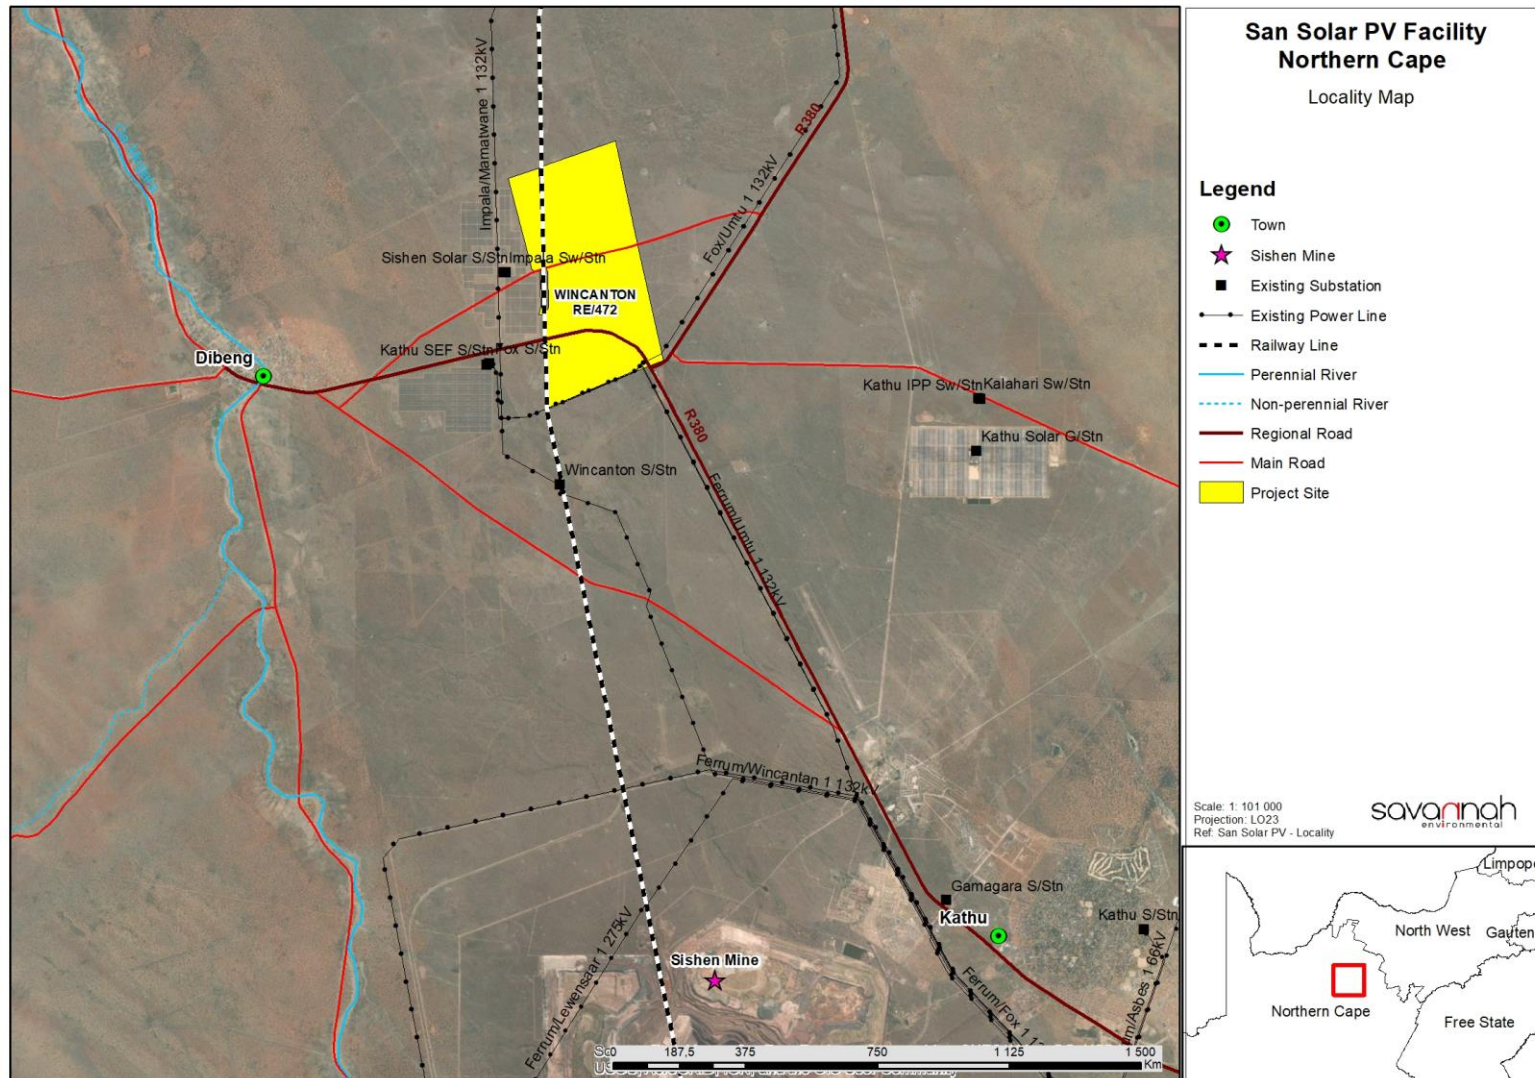 San Solar PV Facility
Northern Cape
Locality Map
Legend
Town
Sishen Mine
Existing Substation
Existing Power Line
Railway Line
Perennial River
Non-perennial River
Regional Road
Main Road
Project Site
Scale: 1: 101 000
Projection: LO23
Ref: San Solar PV - Locality
savannah
environmental
Limpopo
North West
Gauten
Northern Cape
Free State
Impala/Mamatwane 1 132kV
R380
Fox/Umtu 1 132kV
Sishen Solar S/Stn
Impala Sw/Stn
WINCANTON
RE/472
Dibeng
Kathu SEF S/Stn
Fox S/Stn
Kathu IPP Sw/Stn
Kalahari Sw/Stn
R380
Kathu Solar G/Stn
Wincanton S/Stn
Ferrum/Umtu 1 132kV
Ferrum/Wincantan 1 132kV
Gamagara S/Stn
Kathu
Kathu S/Stn
Sishen Mine
Ferrum/Lewensaar 1 275kV
Ferrum/Fox 1
m/Asbes 1 66kV
0 187,5 375 750 1 125 1 500
Km